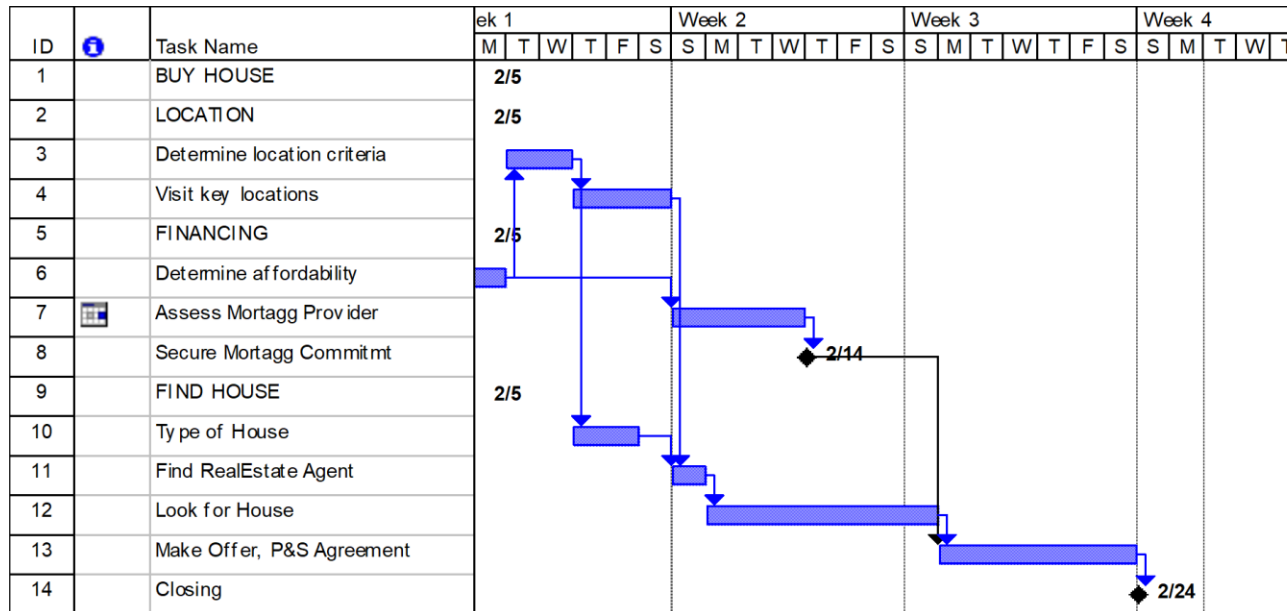 ek 1 Week 2 Week 3 Week 4
ID i Task Name M T W T F S S M T W T F S S M T W T F S S M T W T
1 BUY HOUSE 2/5
2 LOCATION 2/5
3 Determine location criteria
4 Visit key locations
5 FINANCING 2/5
6 Determine affordability
7 Assess Mortagg Provider
8 Secure Mortagg Commitmt 2/14
9 FIND HOUSE 2/5
10 Type of House
11 Find RealEstate Agent
12 Look for House
13 Make Offer, P&S Agreement
14 Closing 2/24